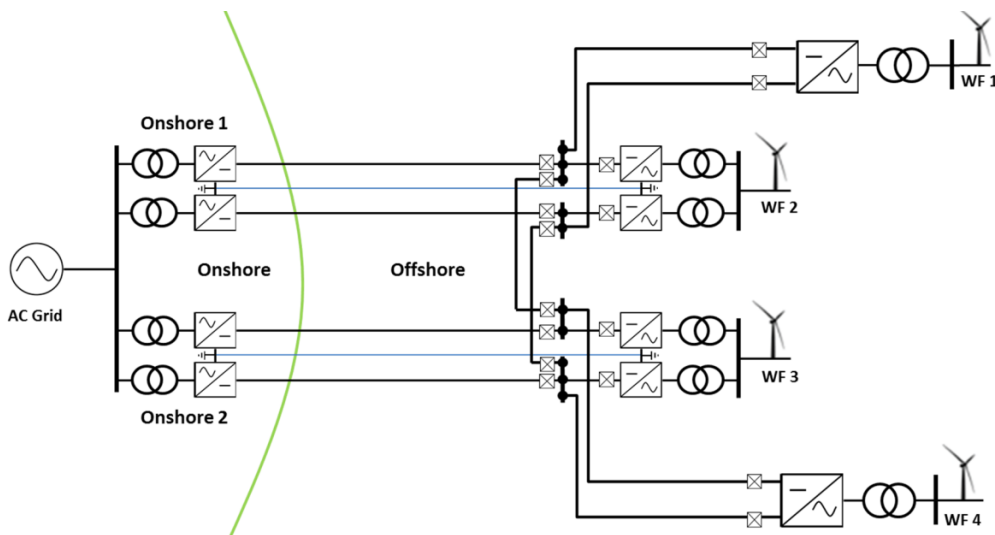 WF 1
Onshore 1
WF 2
Onshore
Offshore
AC Grid
WF 3
Onshore 2
WF 4